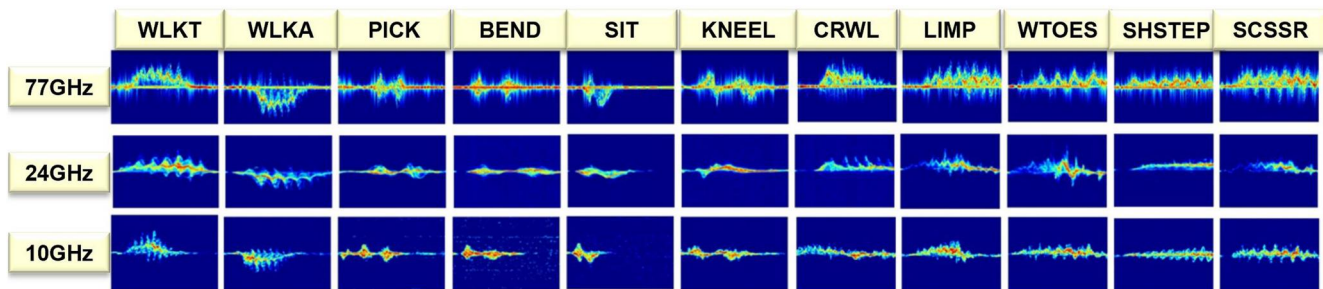 WLKT WLKA PICK BEND SIT KNEEL CRWL LIMP WTOES SHSTEP SCSSR
77GHz
24GHz
10GHz